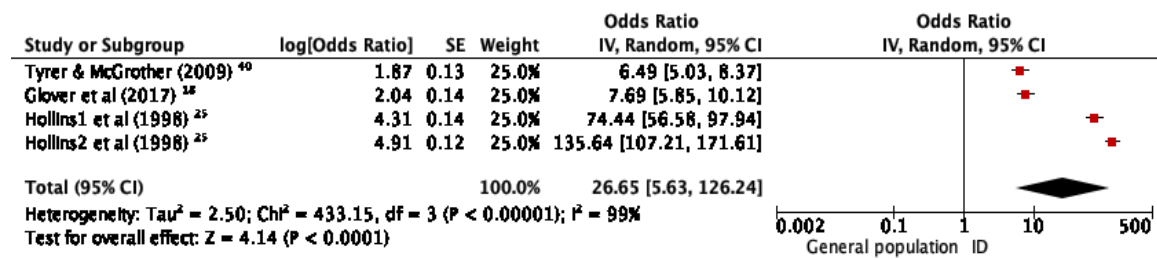 Odds Ratio Odds Ratio
Study or Subgroup log[Odds Ratio] SE Weight IV, Random, 95% CI IV, Random, 95% CI
Tyrer & McGrother (2009) ⁴⁰ 1.87 0.13 25.0% 6.49 [5.03, 8.37]
Glover et al (2017) 2.04 0.14 25.0% 7.69 [5.85, 10.12]
Hollins1 et al (1998) ²⁵ 4.31 0.14 25.0% 74.44 [56.58, 97.94]
Hollins2 et al (1998) ²⁵ 4.91 0.12 25.0% 135.64 [107.21, 171.61]
Total (95% CI) 100.0% 26.65 [5.63, 126.24]
Heterogeneity: Tau² = 2.50; Chi² = 433.15, df = 3 (P < 0.00001); I² = 99%
Test for overall effect: Z = 4.14 (P < 0.0001)
0.002 0.1 1 10 500
General population ID